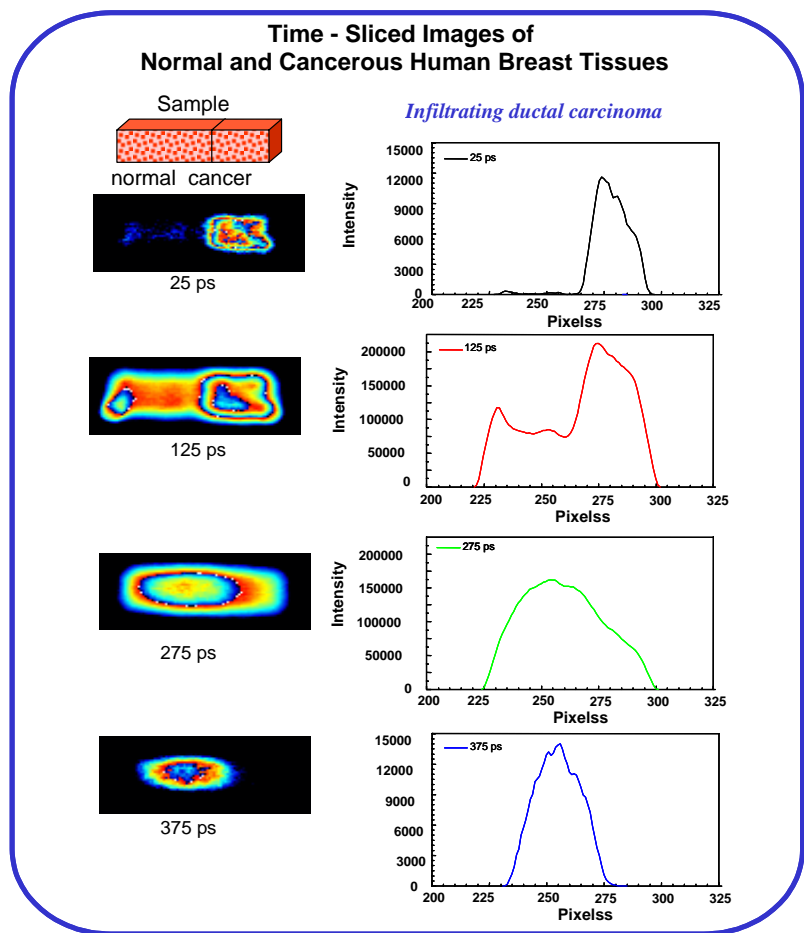 Time - Sliced Images of
Normal and Cancerous Human Breast Tissues
Sample
normal cancer
25 ps
Infiltrating ductal carcinoma
15000
12000
9000
6000
3000
0
Intensity
25 ps
200 225 250 275 300 325
Pixelss
125 ps
200000
150000
100000
50000
0
Intensity
125 ps
200 225 250 275 300 325
Pixelss
275 ps
200000
150000
100000
50000
0
Intensity
275 ps
200 225 250 275 300 325
Pixelss
375 ps
15000
12000
9000
6000
3000
0
375 ps
200 225 250 275 300 325
Pixelss